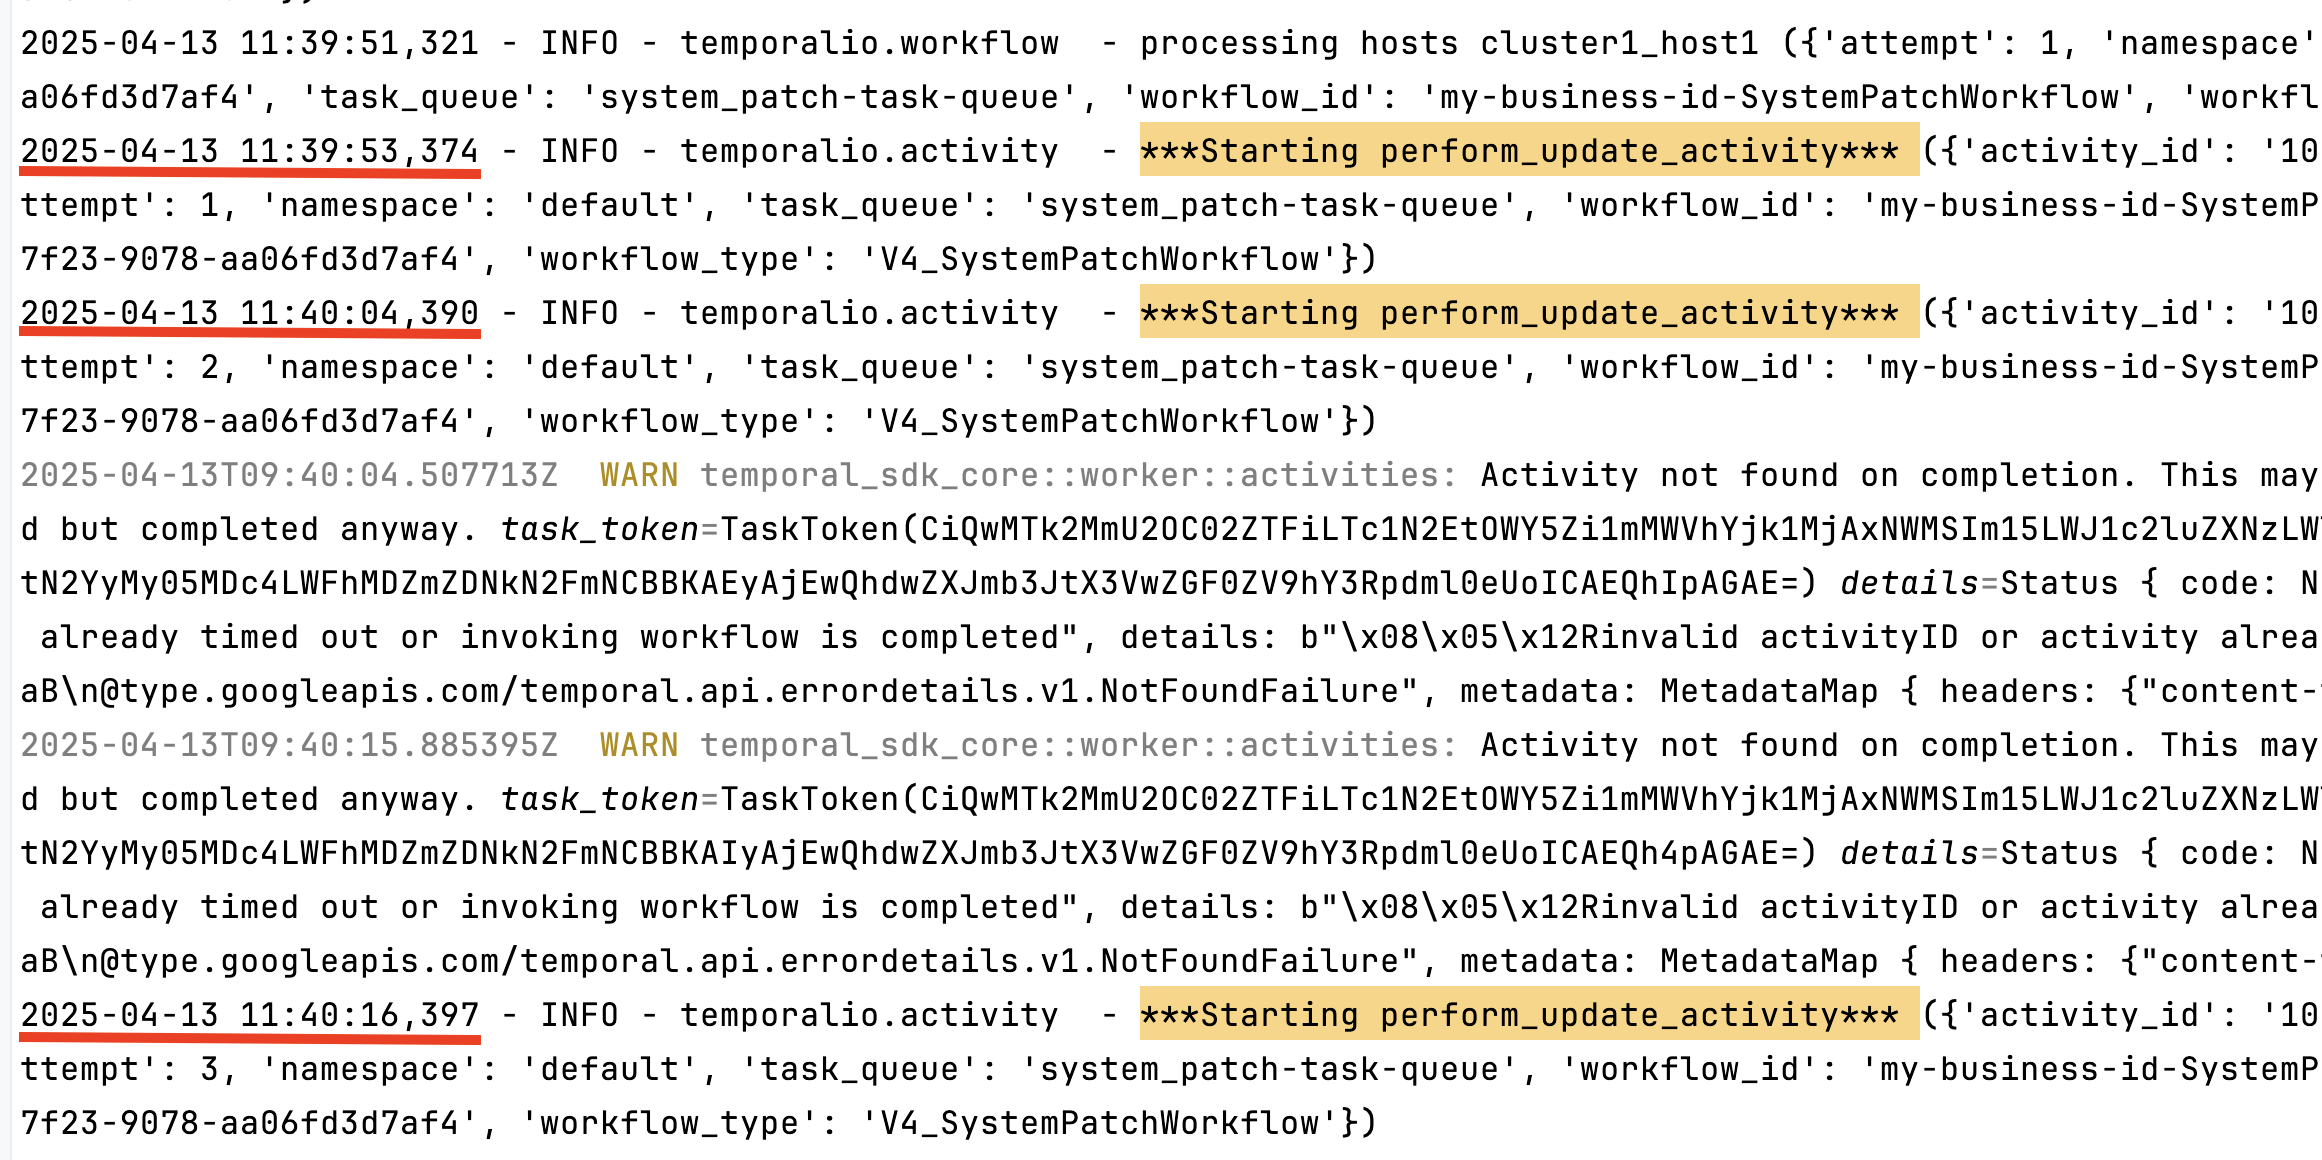 2025-04-13 11:39:51,321 - INFO - temporalio.workflow  - processing hosts cluster1_host1 ({'attempt': 1, 'namespace'
a06fd3d7af4', 'task_queue': 'system_patch-task-queue', 'workflow_id': 'my-business-id-SystemPatchWorkflow', 'workfl
2025-04-13 11:39:53,374 - INFO - temporalio.activity  - ***Starting perform_update_activity*** ({'activity_id': '10
ttempt': 1, 'namespace': 'default', 'task_queue': 'system_patch-task-queue', 'workflow_id': 'my-business-id-SystemP
7f23-9078-aa06fd3d7af4', 'workflow_type': 'V4_SystemPatchWorkflow'})
2025-04-13 11:40:04,390 - INFO - temporalio.activity  - ***Starting perform_update_activity*** ({'activity_id': '10
ttempt': 2, 'namespace': 'default', 'task_queue': 'system_patch-task-queue', 'workflow_id': 'my-business-id-SystemP
7f23-9078-aa06fd3d7af4', 'workflow_type': 'V4_SystemPatchWorkflow'})
2025-04-13T09:40:04.507713Z  WARN temporal_sdk_core::worker::activities: Activity not found on completion. This may
d but completed anyway. task_token=TaskToken(CiQwMTk2MmU2OC02ZTFiLTc1N2EtOWY5Zi1mMWVhYjk1MjAxNWMSIm15LWJ1c2luZXNzLW
tN2YyMy05MDc4LWFhMDZmZDNkN2FmNCBBKAEyAjEwQhdwZXJmb3JtX3VwZGF0ZV9hY3Rpdml0eUoICAEQhIpAGAE=) details=Status { code: N
already timed out or invoking workflow is completed", details: b"\x08\x05\x12Rinvalid activityID or activity alrea
aB\n@type.googleapis.com/temporal.api.errordetails.v1.NotFoundFailure", metadata: MetadataMap { headers: {"content-
2025-04-13T09:40:15.885395Z  WARN temporal_sdk_core::worker::activities: Activity not found on completion. This may
d but completed anyway. task_token=TaskToken(CiQwMTk2MmU2OC02ZTFiLTc1N2EtOWY5Zi1mMWVhYjk1MjAxNWMSIm15LWJ1c2luZXNzLW
tN2YyMy05MDc4LWFhMDZmZDNkN2FmNCBBKAIyAjEwQhdwZXJmb3JtX3VwZGF0ZV9hY3Rpdml0eUoICAEQh4pAGAE=) details=Status { code: N
already timed out or invoking workflow is completed", details: b"\x08\x05\x12Rinvalid activityID or activity alrea
aB\n@type.googleapis.com/temporal.api.errordetails.v1.NotFoundFailure", metadata: MetadataMap { headers: {"content-
2025-04-13 11:40:16,397 - INFO - temporalio.activity  - ***Starting perform_update_activity*** ({'activity_id': '10
ttempt': 3, 'namespace': 'default', 'task_queue': 'system_patch-task-queue', 'workflow_id': 'my-business-id-SystemP
7f23-9078-aa06fd3d7af4', 'workflow_type': 'V4_SystemPatchWorkflow'})